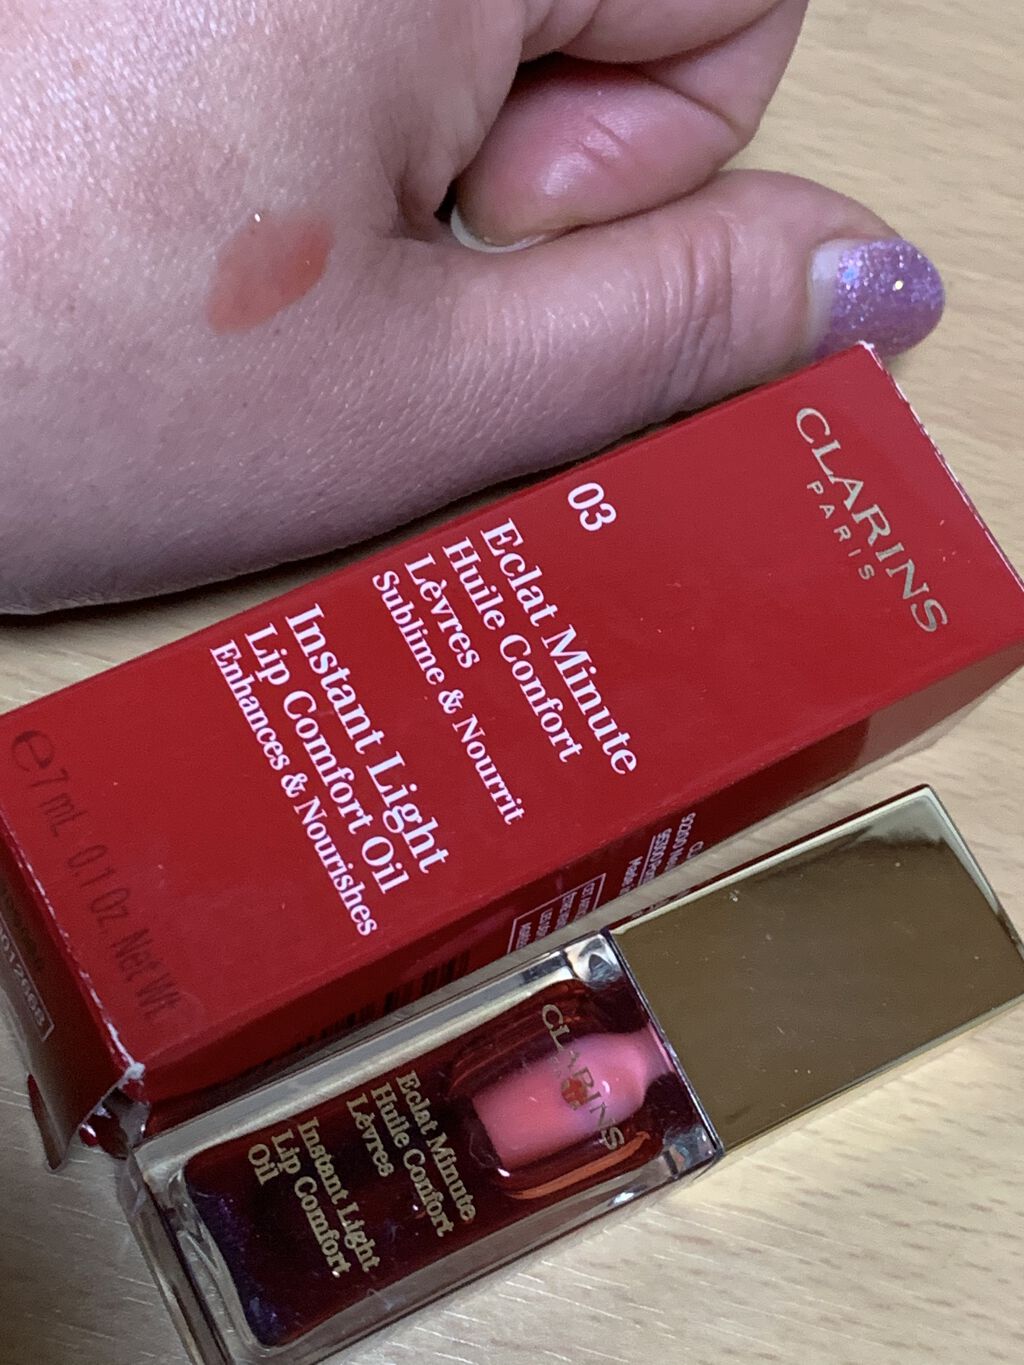 CLARINS
PARIS
03
Eclat Minute
Huile Confort
Lèvres
Sublime & Nourrit
Instant Light
Lip Comfort Oil
Enhances & Nourishes
e7 mL 0.1 Oz. Net Wt.
CLARINS
Eclat Minute
Huile Confort
Lèvres
Instant Light
Lip Comfort
Oil